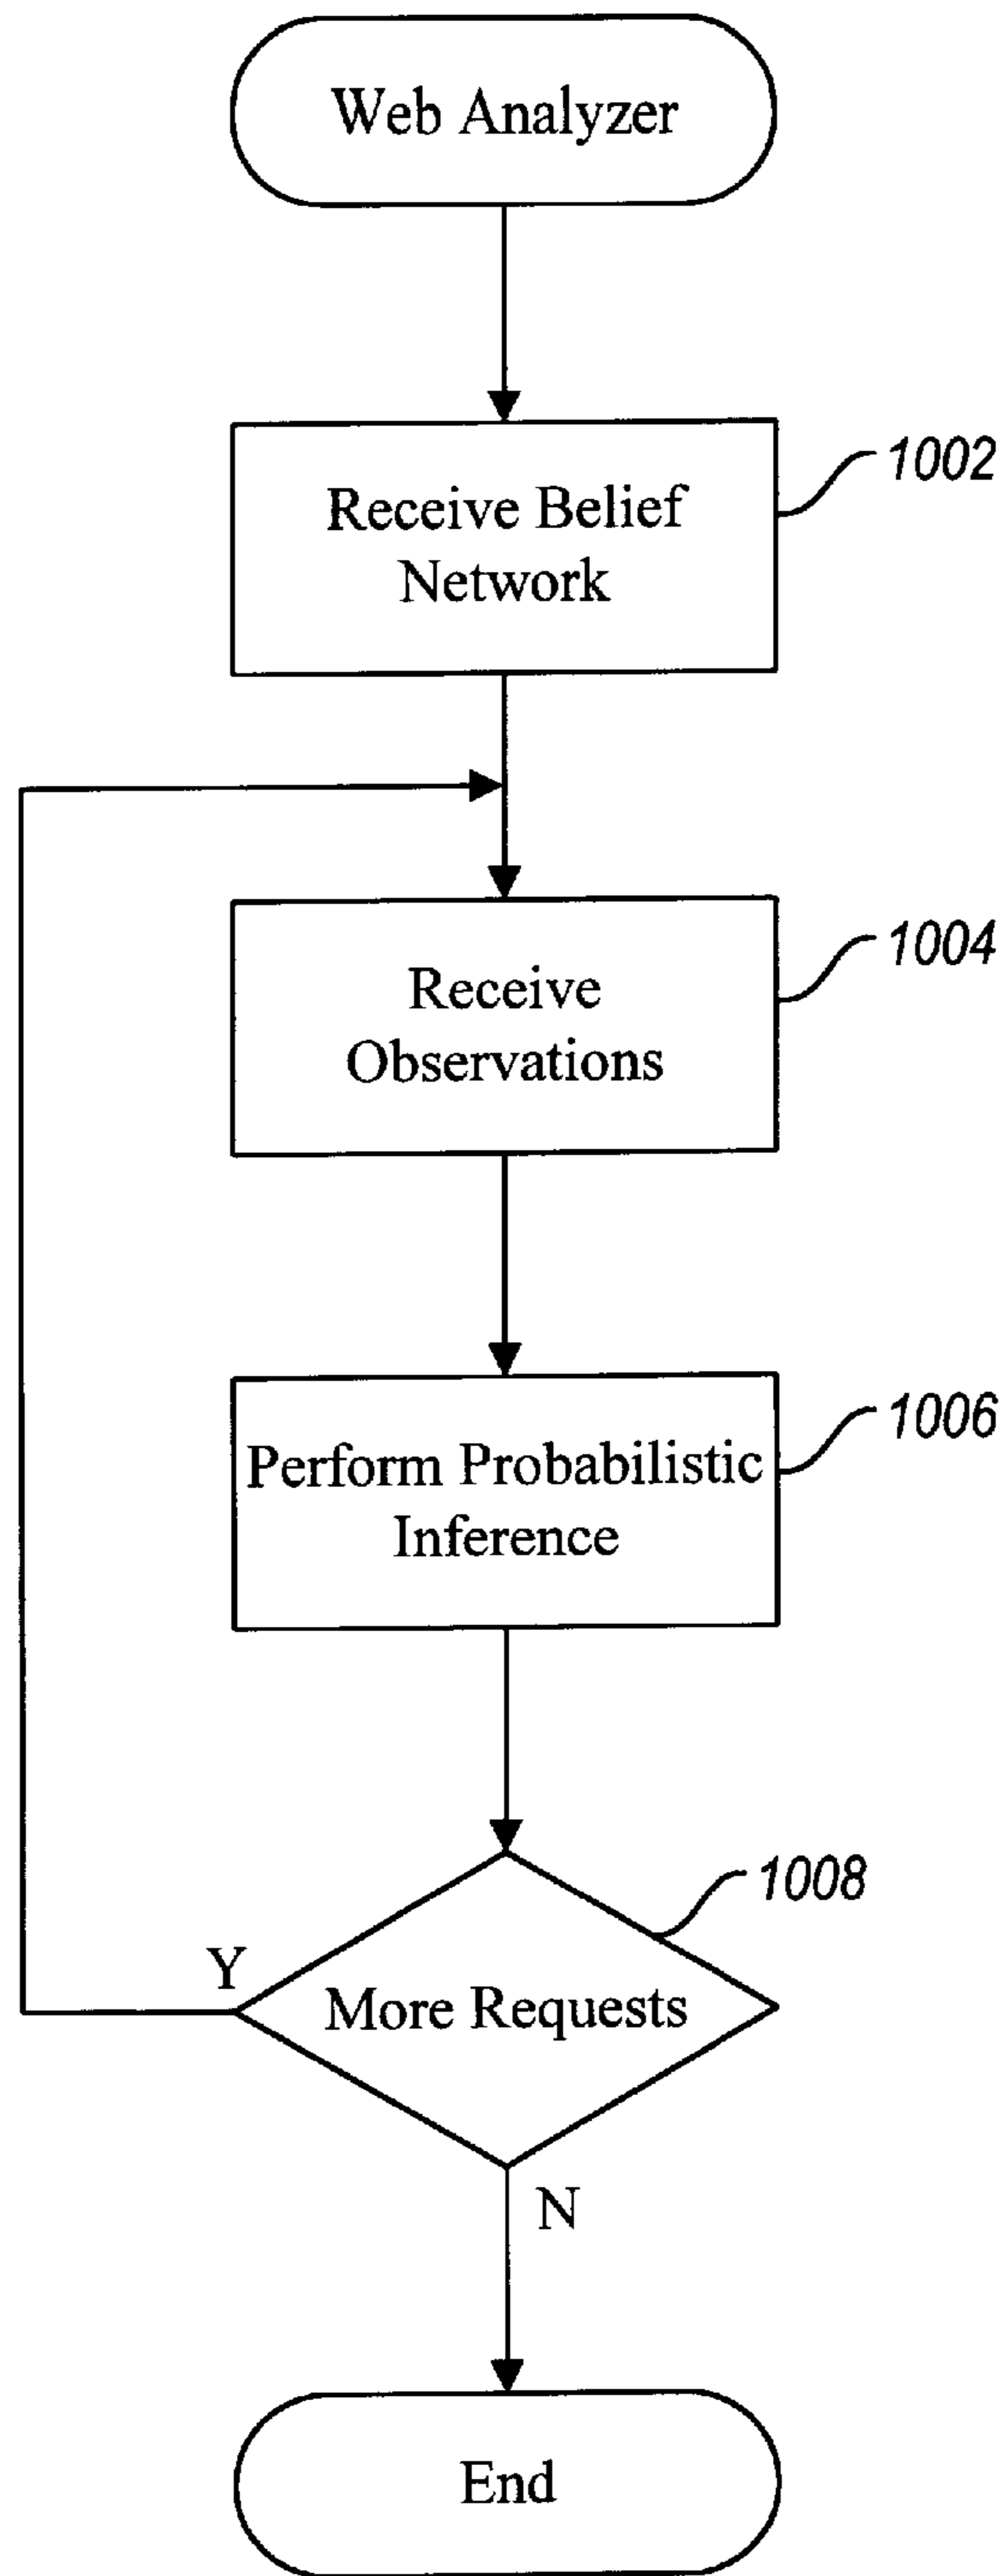 Web Analyzer
Receive Belief
Network
1002
Receive
Observations
1004
Perform Probabilistic
Inference
1006
1008
Y
More Requests
N
End